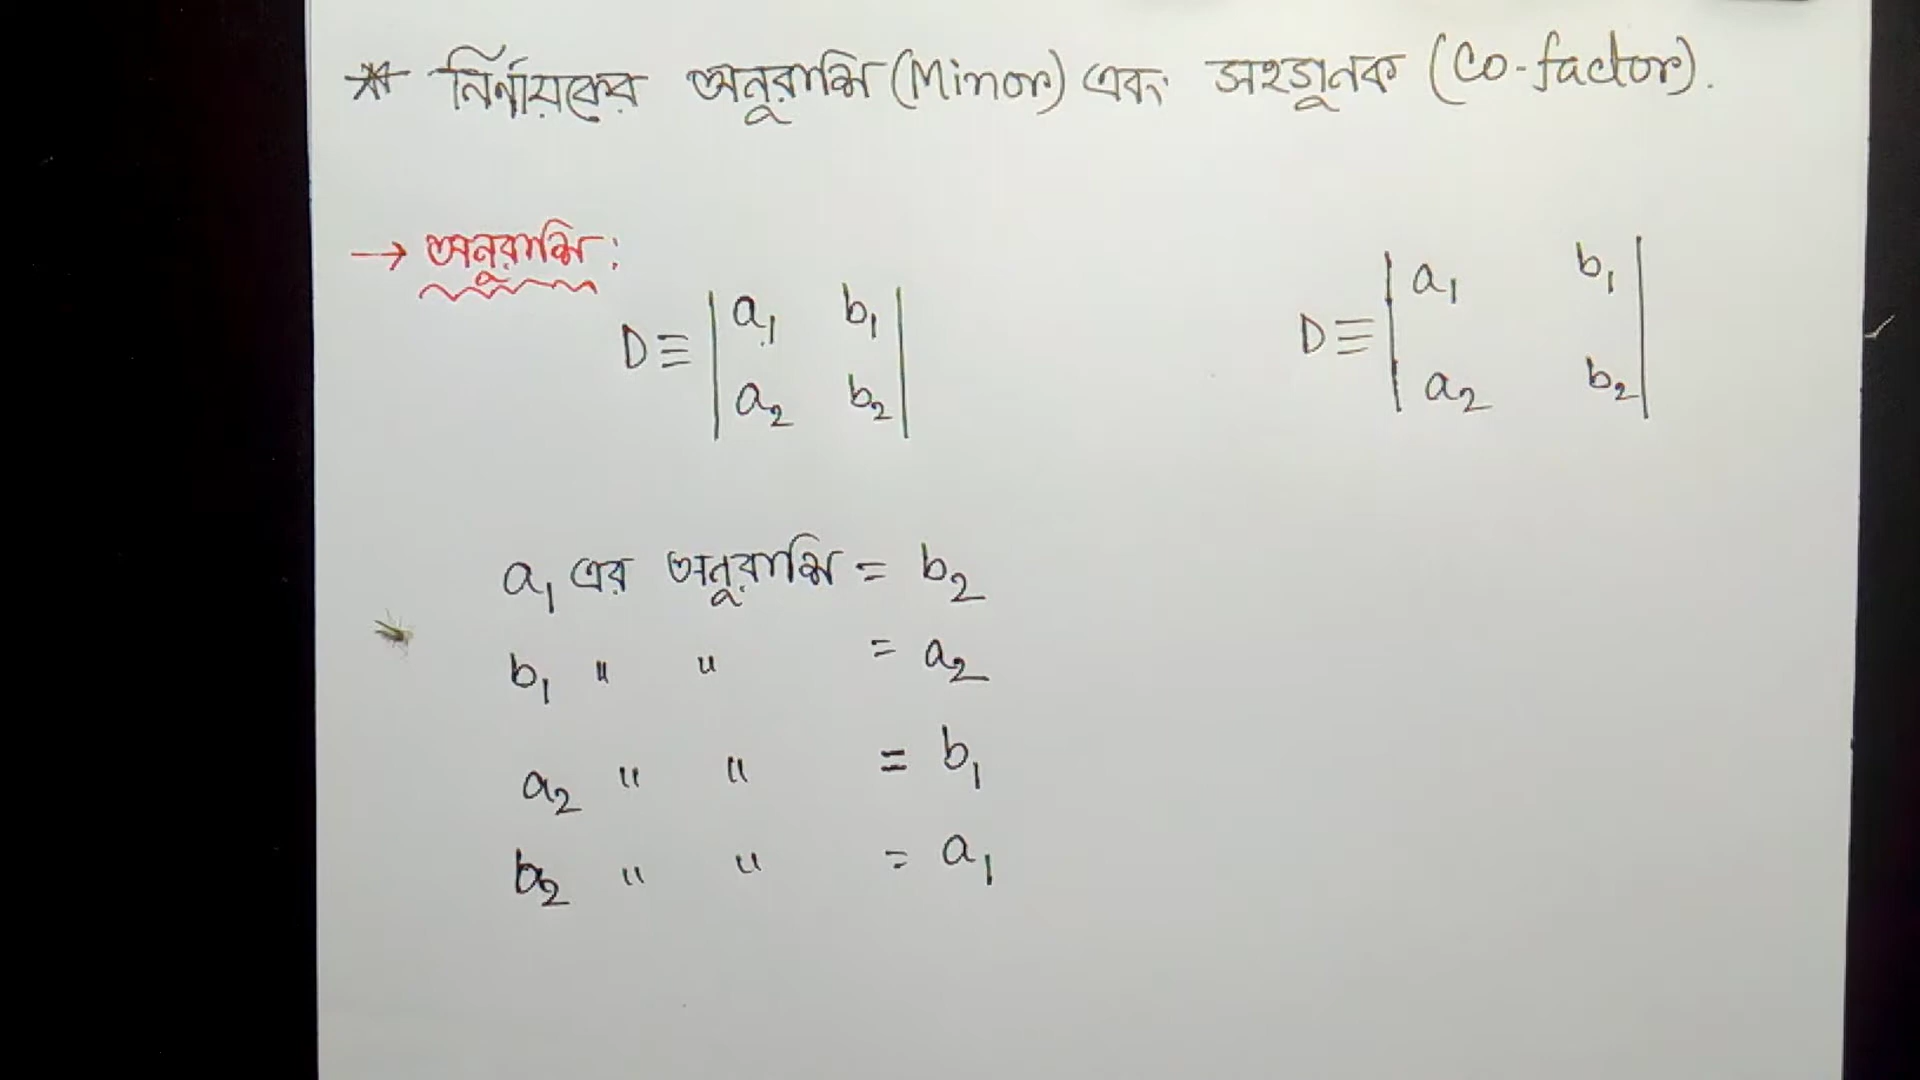 * নির্ণায়কের অনুরাশি (Minor) এবং সহগুনক (Co-factor).
→ অনুরাশি:
D≡ | a₁ b₁ |
| a₂ b₂ |
D≡ | a₁ b₁ |
| a₂ b₂ |
a₁ এর অনুরাশি = b₂
b₁ " " = a₂
a₂ " " = b₁
b₂ " " = a₁